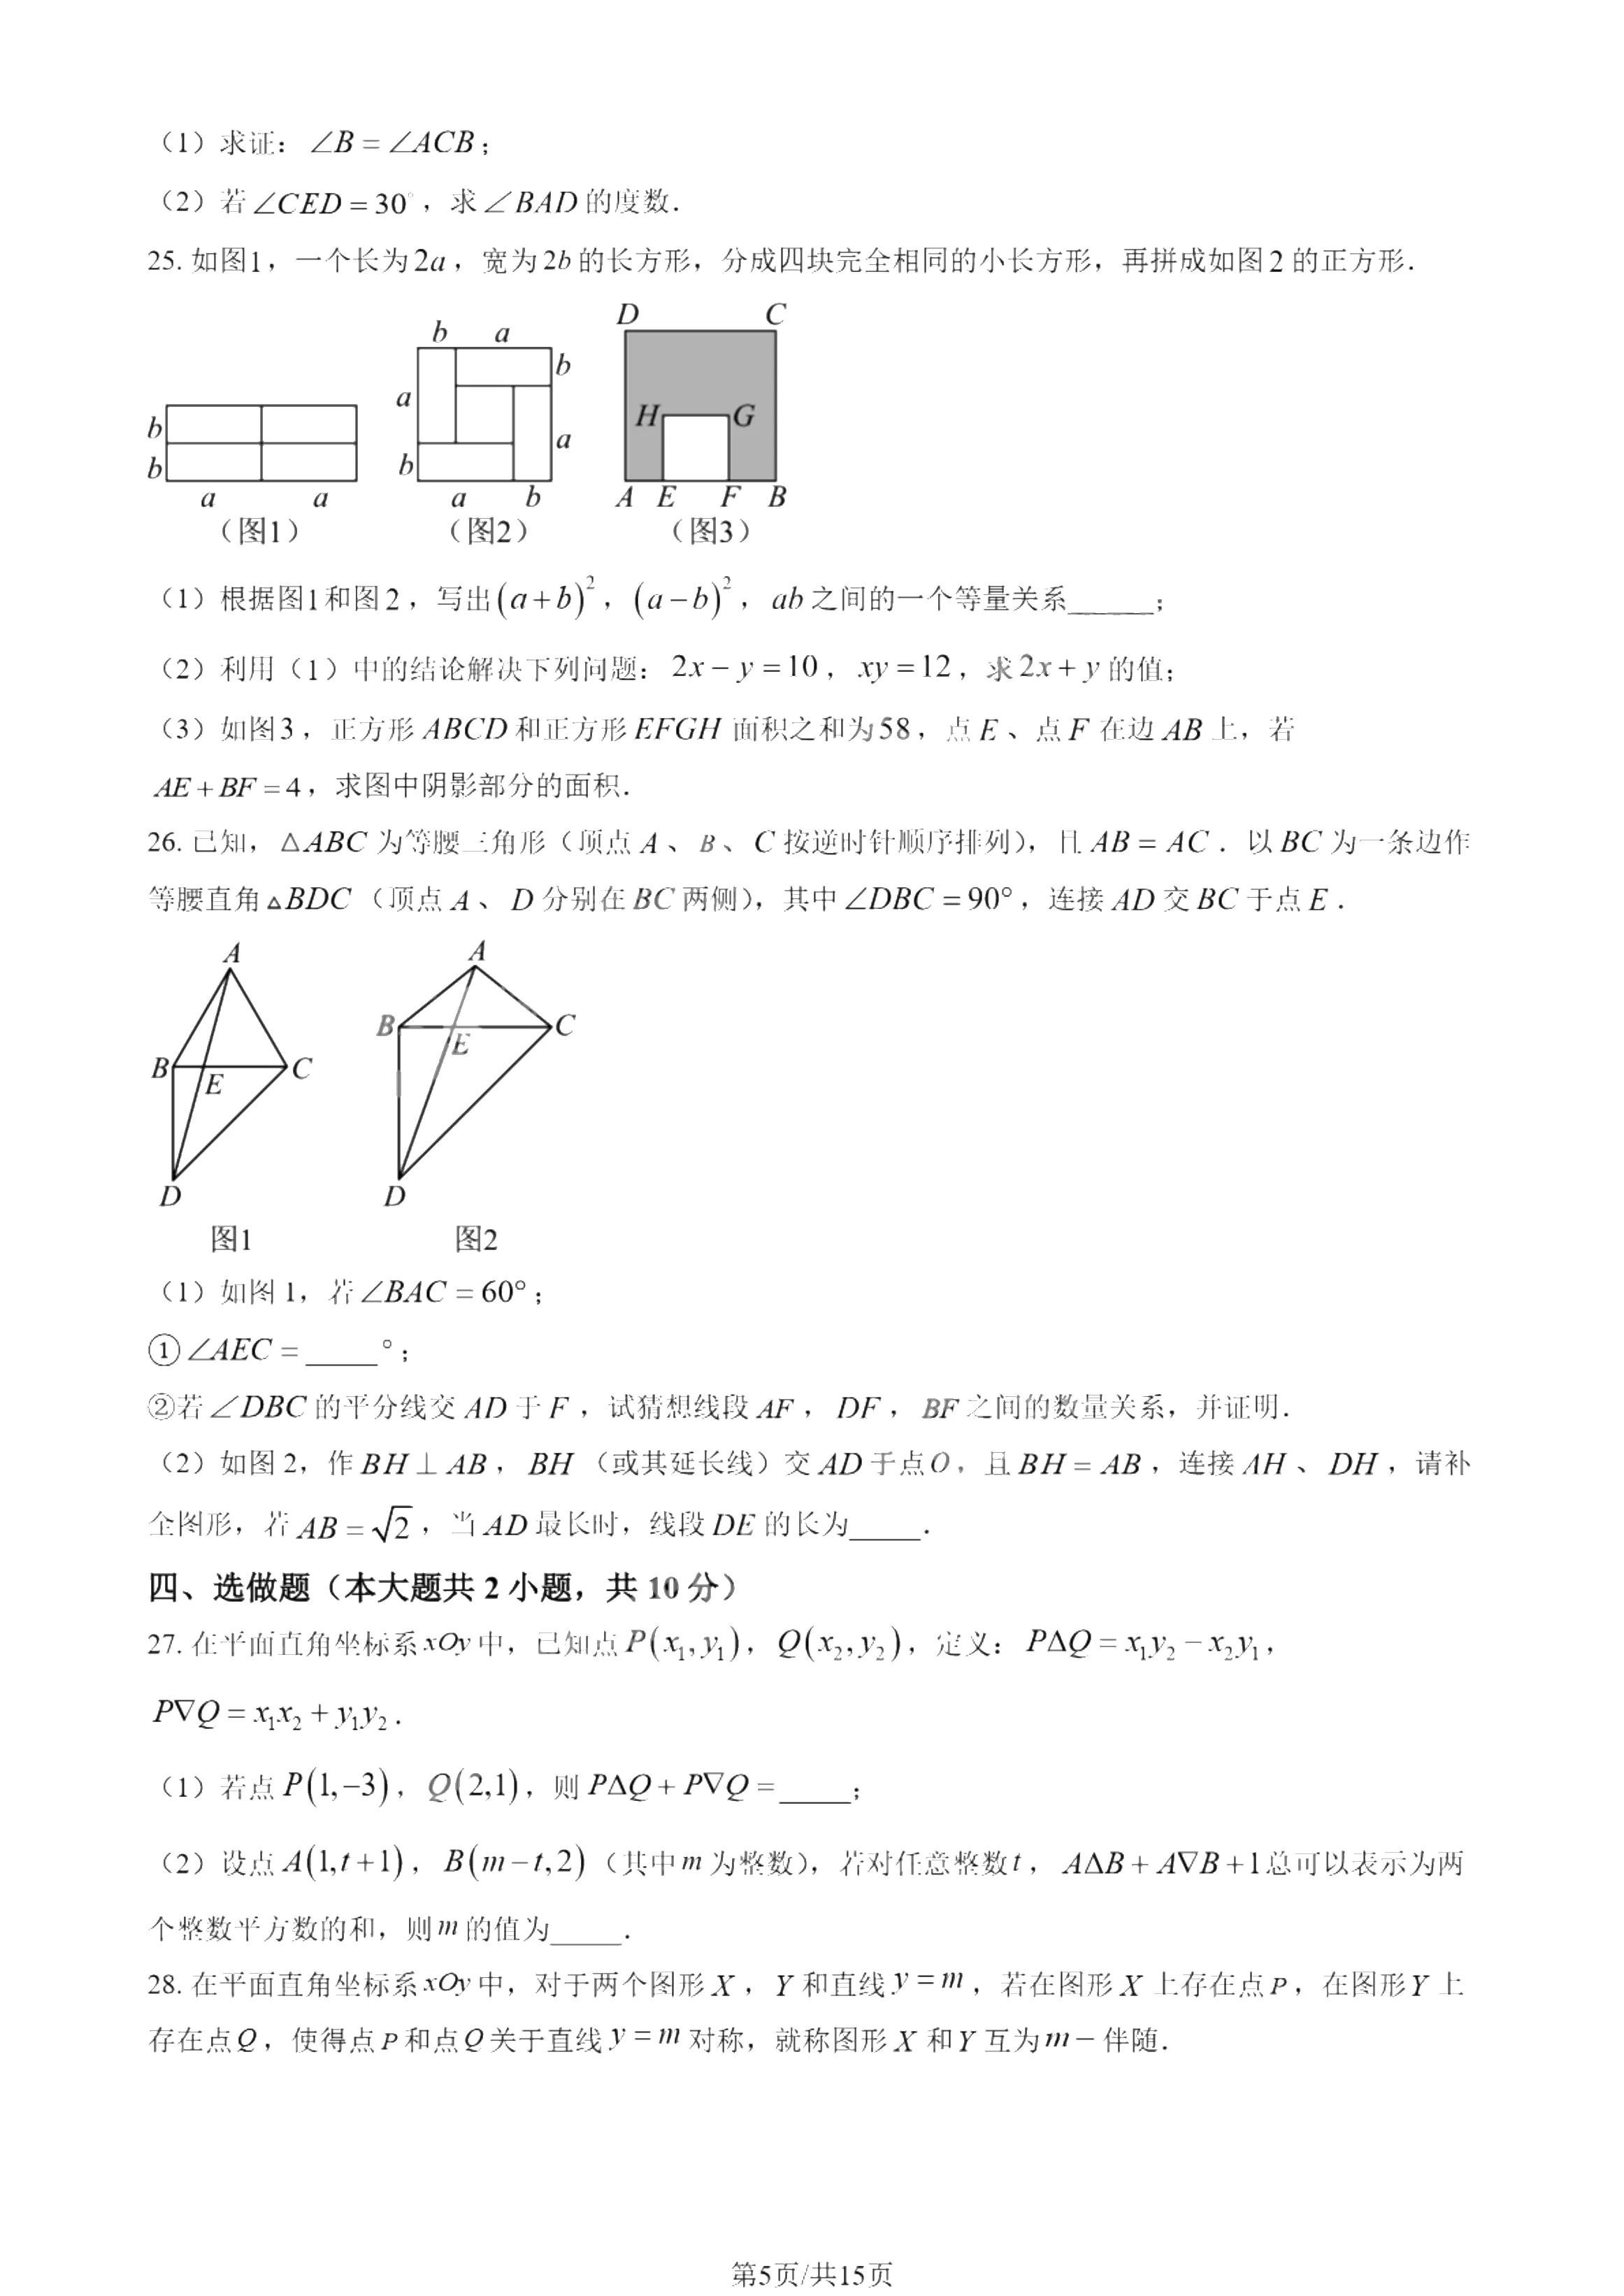 （1）求证：∠B = ∠ACB；
（2）若∠CED = 30°，求∠BAD的度数．
25. 如图1，一个长为2a，宽为2b的长方形，分成四块完全相同的小长方形，再拼成如图2的正方形．
D C
b a
b
a
H G
b
a
b
b
a a
a b
A E F B
（图1） （图2） （图3）
（1）根据图1和图2，写出(a+b)²，(a−b)²，ab之间的一个等量关系______；
（2）利用（1）中的结论解决下列问题：2x − y = 10，xy = 12，求2x + y的值；
（3）如图3，正方形ABCD和正方形EFGH面积之和为58，点E、点F在边AB上，若
AE + BF = 4，求图中阴影部分的面积．
26. 已知，△ABC为等腰三角形（顶点A、B、C按逆时针顺序排列），且AB = AC．以BC为一条边作
等腰直角△BDC（顶点A、D分别在BC两侧），其中∠DBC = 90°，连接AD交BC于点E．
A A
B C
E
B C
E
D D
图1 图2
（1）如图1，若∠BAC = 60°；
①∠AEC = _____°；
②若∠DBC的平分线交AD于F，试猜想线段AF，DF，BF之间的数量关系，并证明．
（2）如图2，作BH⊥AB，BH（或其延长线）交AD于点O，且BH = AB，连接AH、DH，请补
全图形，若AB = √2，当AD最长时，线段DE的长为_____．
四、选做题（本大题共2小题，共10分）
27. 在平面直角坐标系xOy中，已知点P(x₁, y₁)，Q(x₂, y₂)，定义：PΔQ = x₁y₂ − x₂y₁，
P∇Q = x₁x₂ + y₁y₂．
（1）若点P(1,−3)，Q(2,1)，则PΔQ + P∇Q = _____；
（2）设点A(1,t+1)，B(m−t,2)（其中m为整数），若对任意整数t，AΔB + A∇B +1总可以表示为两
个整数平方数的和，则m的值为_____．
28. 在平面直角坐标系xOy中，对于两个图形X，Y和直线y = m，若在图形X上存在点P，在图形Y上
存在点Q，使得点P和点Q关于直线y = m对称，就称图形X和Y互为m−伴随．
第5页/共15页